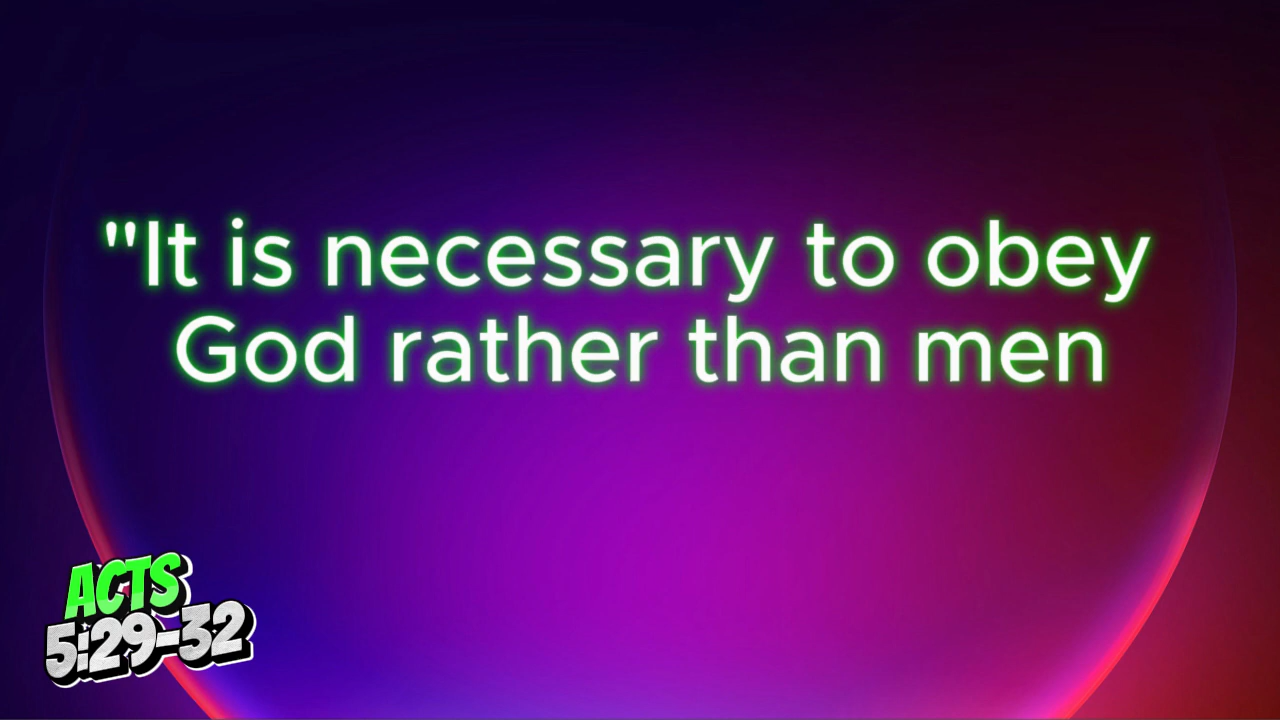 "It is necessary to obey
God rather than men
ACTS
5:29-32